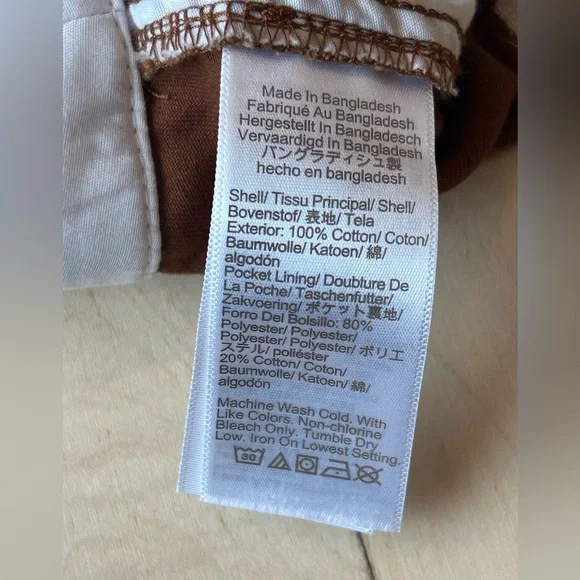 Made In Bangladesh
Fabriqué Au Bangladesh
Hergestellt In Bangladesch
Vervaardigd In Bangladesh
バングラディシュ製
hecho en bangladesh
Shell/ Tissu Principal/ Shell/
Bovenstof/ 表地/ Tela
Exterior: 100% Cotton/ Coton/
Baumwolle/ Katoen/ 綿/
algodón
Pocket Lining/ Doubture De
La Poche/ Taschenfutter/
Zakvoering/ ポケット裏地/
Forro Del Bolsillo: 80%
Polyester/ Polyester/
Polyester/ Polyester/ ポリエ
ステル/ poliéster
20% Cotton/ Coton/
Baumwolle/ Katoen/ 綿/
algodón
Machine Wash Cold. With
Like Colors. Non-chlorine
Bleach Only. Tumble Dry
Low. Iron On Lowest Setting.
30